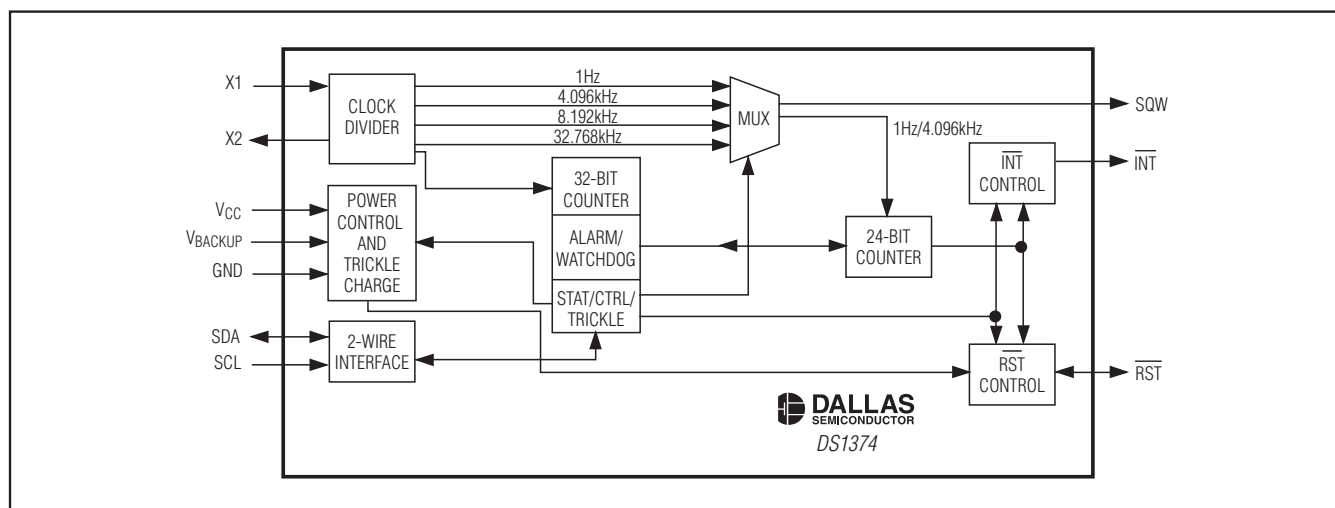 X1
X2
CLOCK
DIVIDER
1Hz
4.096kHz
8.192kHz
32.768kHz
MUX
SQW
1Hz/4.096kHz
INT
CONTROL
INT
VCC
VBACKUP
GND
POWER
CONTROL
AND
TRICKLE
CHARGE
32-BIT
COUNTER
ALARM/
WATCHDOG
STAT/CTRL/
TRICKLE
24-BIT
COUNTER
SDA
SCL
2-WIRE
INTERFACE
RST
CONTROL
RST
DALLAS
SEMICONDUCTOR
DS1374